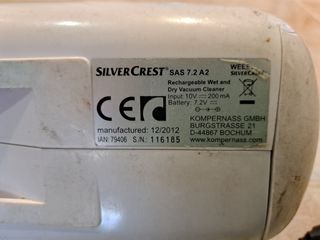 SILVERCREST® SAS 7.2 A2
Rechargeable Wet and
Dry Vacuum Cleaner
Input: 10V⎓ 200 mA
Battery: 7.2V⎓
WEEE
SILVERCREST
CE
manufactured: 12/2012
IAN: 79406 S/N.: 116185
KOMPERNASS GMBH
BURGSTRASSE 21
D-44867 BOCHUM
www.kompernass.com